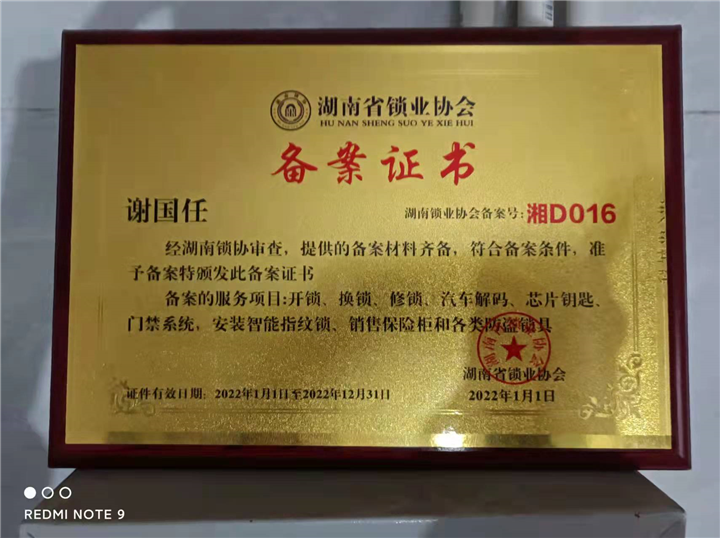 湖南省锁业协会
HU NAN SHENG SUO YE XIE HUI
备案证书
谢国任
湖南锁业协会备案号:湘D016
经湖南锁协审查，提供的备案材料齐备，符合备案条件，准
予备案特颁发此备案证书
备案的服务项目:开锁、换锁、修锁、汽车解码、芯片钥匙、
门禁系统，安装智能指纹锁、销售保险柜和各类防盗锁具
湖南省锁业协会
证件有效日期：2022年1月1日至2022年12月31日
2022年1月1日
REDMI NOTE 9